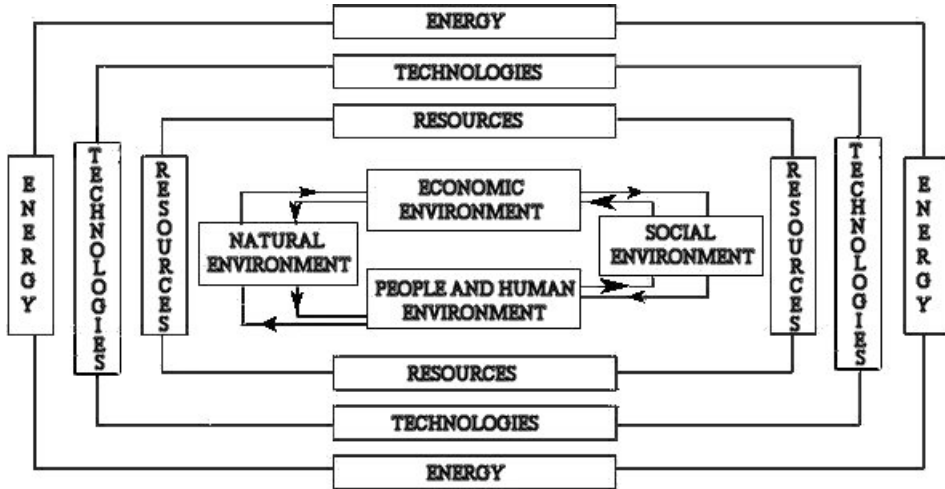 ENERGY
TECHNOLOGIES
RESOURCES
ENERGY
TECHNOLOGIES
RESOURCES
ECONOMIC
ENVIRONMENT
NATURAL
ENVIRONMENT
SOCIAL
ENVIRONMENT
PEOPLE AND HUMAN
ENVIRONMENT
RESOURCES
TECHNOLOGIES
ENERGY
RESOURCES
TECHNOLOGIES
ENERGY